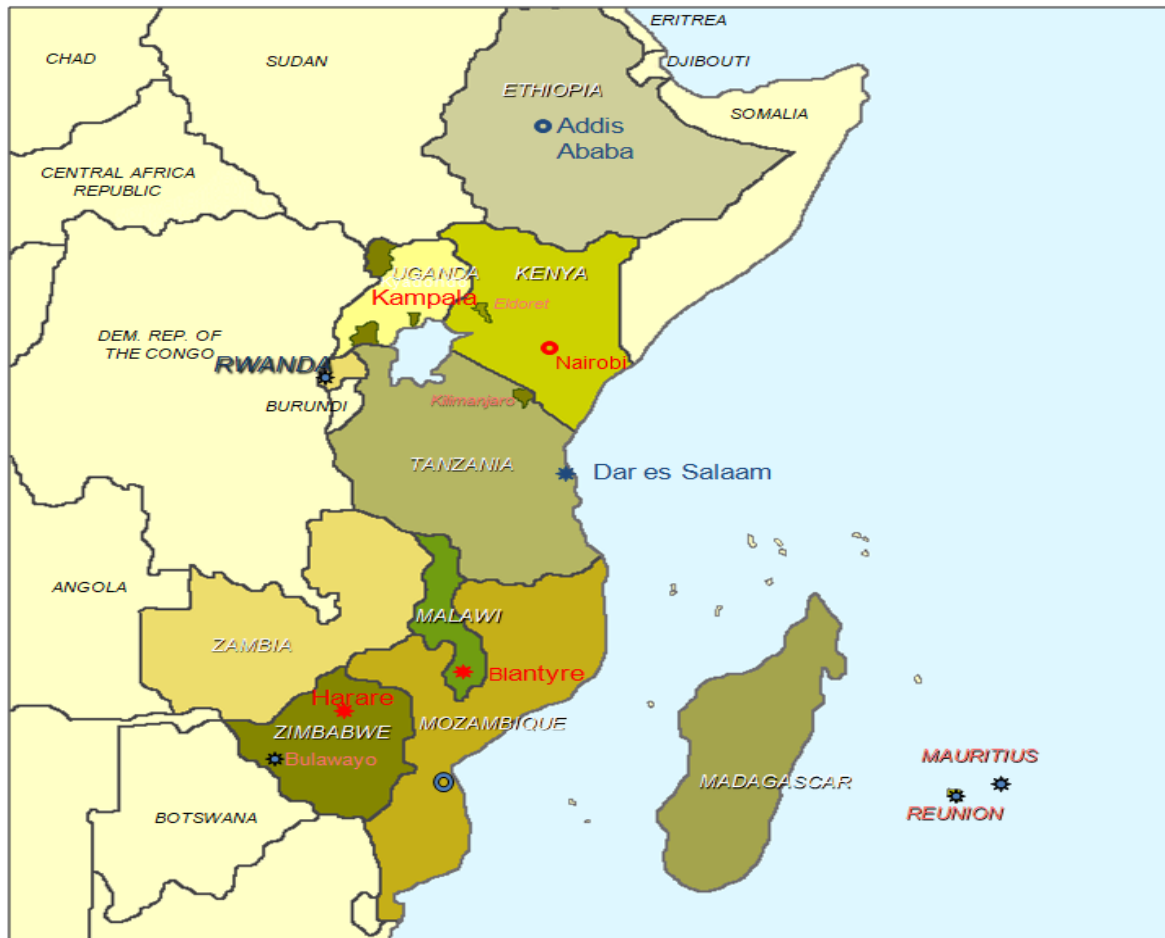 ERITREA
CHAD
SUDAN
DJIBOUTI
ETHIOPIA
SOMALIA
Addis
Ababa
CENTRAL AFRICA
REPUBLIC
UGANDA
KENYA
Kampala
Eldoret
DEM. REP. OF
THE CONGO
RWANDA
Nairobi
BURUNDI
Kilimanjaro
TANZANIA
Dar es Salaam
ANGOLA
MALAWI
ZAMBIA
Blantyre
Harare
MOZAMBIQUE
ZIMBABWE
Bulawayo
MAURITIUS
MADAGASCAR
REUNION
BOTSWANA